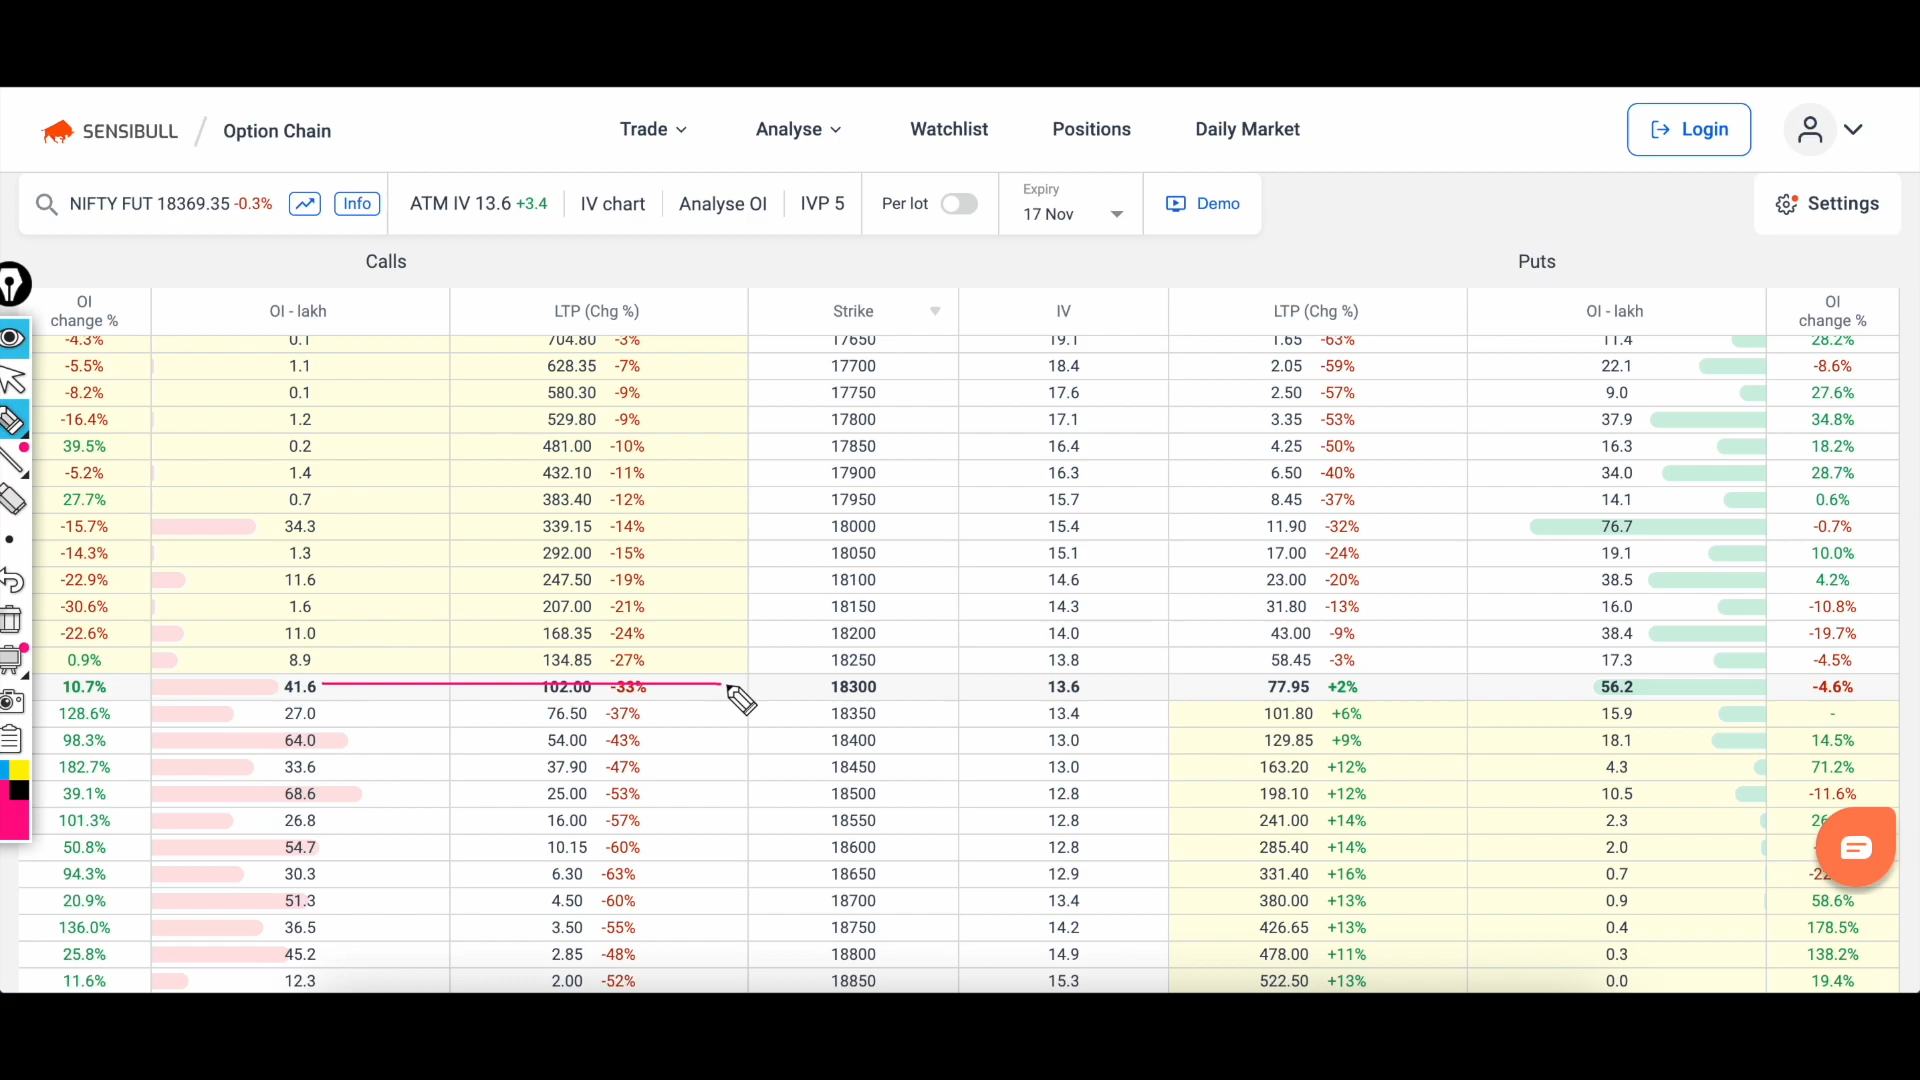 SENSIBULL / Option Chain Trade Analyse Watchlist Positions Daily Market Login
NIFTY FUT 18369.35 -0.3% Info ATM IV 13.6 +3.4 IV chart Analyse OI IVP 5 Per lot Expiry 17 Nov Demo Settings
Calls Puts
OI change % OI - lakh LTP (Chg %) Strike IV LTP (Chg %) OI - lakh OI change %
-4.3% 0.1 704.80 -3% 17650 19.1 1.65 -63% 11.4 28.2%
-5.5% 1.1 628.35 -7% 17700 18.4 2.05 -59% 22.1 -8.6%
-8.2% 0.1 580.30 -9% 17750 17.6 2.50 -57% 9.0 27.6%
-16.4% 1.2 529.80 -9% 17800 17.1 3.35 -53% 37.9 34.8%
39.5% 0.2 481.00 -10% 17850 16.4 4.25 -50% 16.3 18.2%
-5.2% 1.4 432.10 -11% 17900 16.3 6.50 -40% 34.0 28.7%
27.7% 0.7 383.40 -12% 17950 15.7 8.45 -37% 14.1 0.6%
-15.7% 34.3 339.15 -14% 18000 15.4 11.90 -32% 76.7 -0.7%
-14.3% 1.3 292.00 -15% 18050 15.1 17.00 -24% 19.1 10.0%
-22.9% 11.6 247.50 -19% 18100 14.6 23.00 -20% 38.5 4.2%
-30.6% 1.6 207.00 -21% 18150 14.3 31.80 -13% 16.0 -10.8%
-22.6% 11.0 168.35 -24% 18200 14.0 43.00 -9% 38.4 -19.7%
0.9% 8.9 134.85 -27% 18250 13.8 58.45 -3% 17.3 -4.5%
10.7% 41.6 102.00 -33% 18300 13.6 77.95 +2% 56.2 -4.6%
128.6% 27.0 76.50 -37% 18350 13.4 101.80 +6% 15.9 -
98.3% 64.0 54.00 -43% 18400 13.0 129.85 +9% 18.1 14.5%
182.7% 33.6 37.90 -47% 18450 13.0 163.20 +12% 4.3 71.2%
39.1% 68.6 25.00 -53% 18500 12.8 198.10 +12% 10.5 -11.6%
101.3% 26.8 16.00 -57% 18550 12.8 241.00 +14% 2.3
50.8% 54.7 10.15 -60% 18600 12.8 285.40 +14% 2.0
94.3% 30.3 6.30 -63% 18650 12.9 331.40 +16% 0.7
20.9% 51.3 4.50 -60% 18700 13.4 380.00 +13% 0.9 58.6%
136.0% 36.5 3.50 -55% 18750 14.2 426.65 +13% 0.4 178.5%
25.8% 45.2 2.85 -48% 18800 14.9 478.00 +11% 0.3 138.2%
11.6% 12.3 2.00 -52% 18850 15.3 522.50 +13% 0.0 19.4%